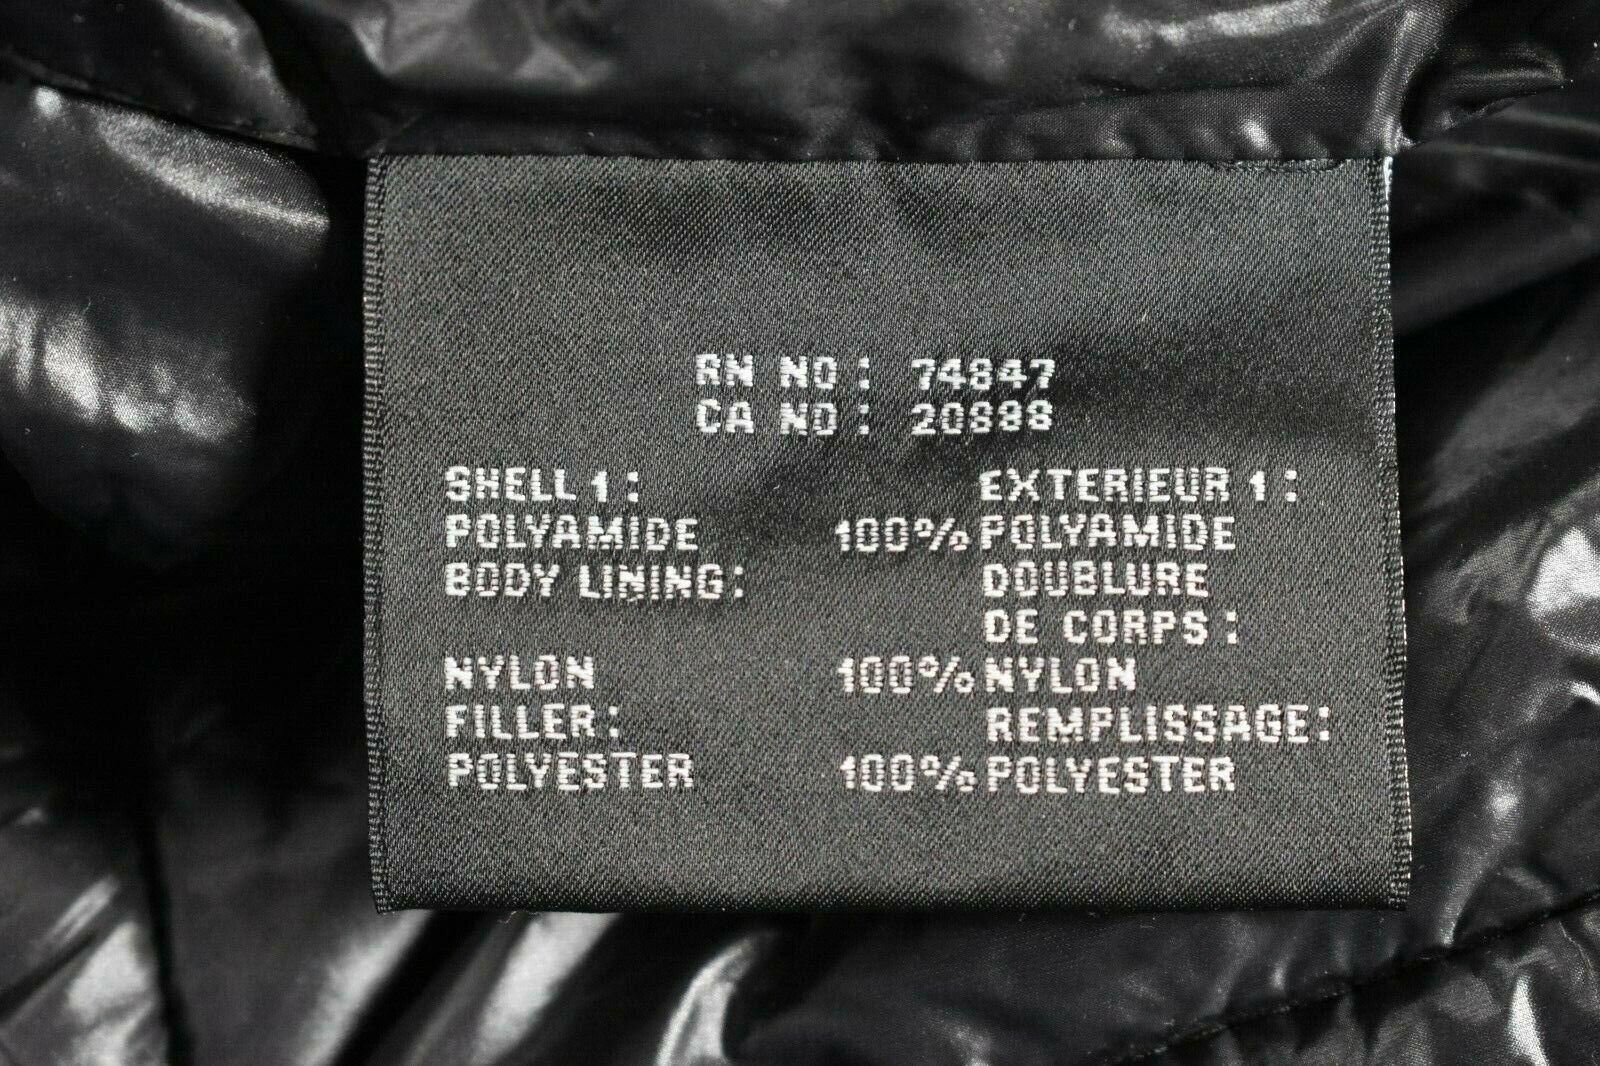 RN NO : 74847
CA NO : 20888
SHELL 1 : EXTERIEUR 1 :
POLYAMIDE 100% POLYAMIDE
BODY LINING: DOUBLURE
DE CORPS :
NYLON 100% NYLON
FILLER: REMPLISSAGE:
POLYESTER 100% POLYESTER